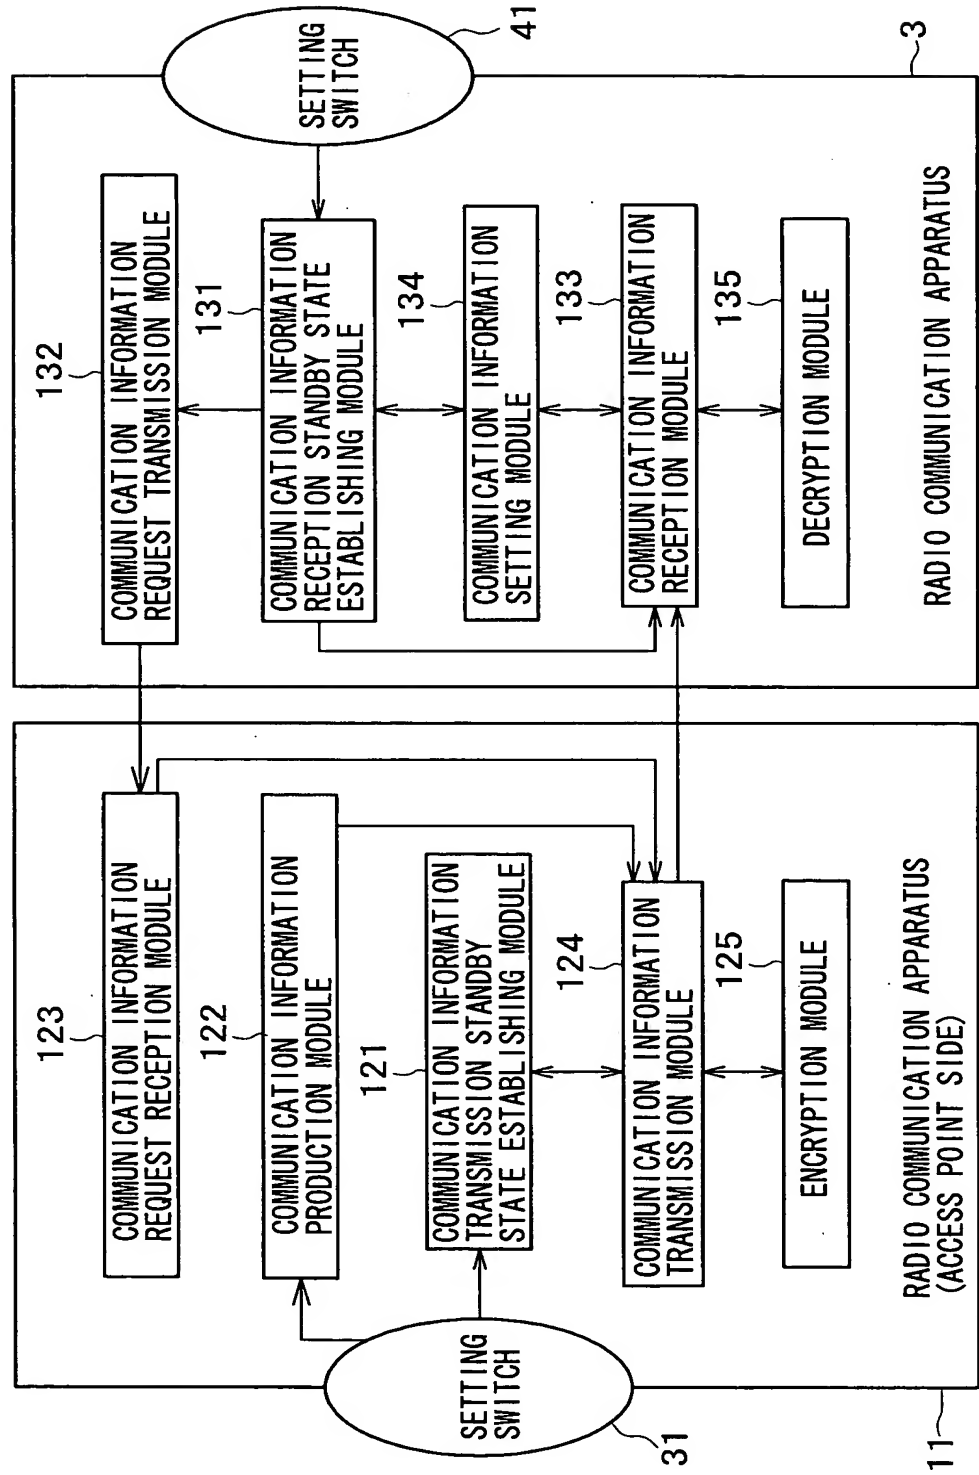 123
COMMUNICATION INFORMATION
REQUEST RECEPTION MODULE
122
COMMUNICATION INFORMATION
PRODUCTION MODULE
121
COMMUNICATION INFORMATION
TRANSMISSION STANDBY
STATE ESTABLISHING MODULE
124
COMMUNICATION INFORMATION
TRANSMISSION MODULE
125
ENCRYPTION MODULE
RADIO COMMUNICATION APPARATUS
(ACCESS POINT SIDE)
SETTING
SWITCH
31
11
132
COMMUNICATION INFORMATION
REQUEST TRANSMISSION MODULE
131
COMMUNICATION INFORMATION
RECEPTION STANDBY STATE
ESTABLISHING MODULE
134
COMMUNICATION INFORMATION
SETTING MODULE
133
COMMUNICATION INFORMATION
RECEPTION MODULE
135
DECRYPTION MODULE
RADIO COMMUNICATION APPARATUS
SETTING
SWITCH
41
3